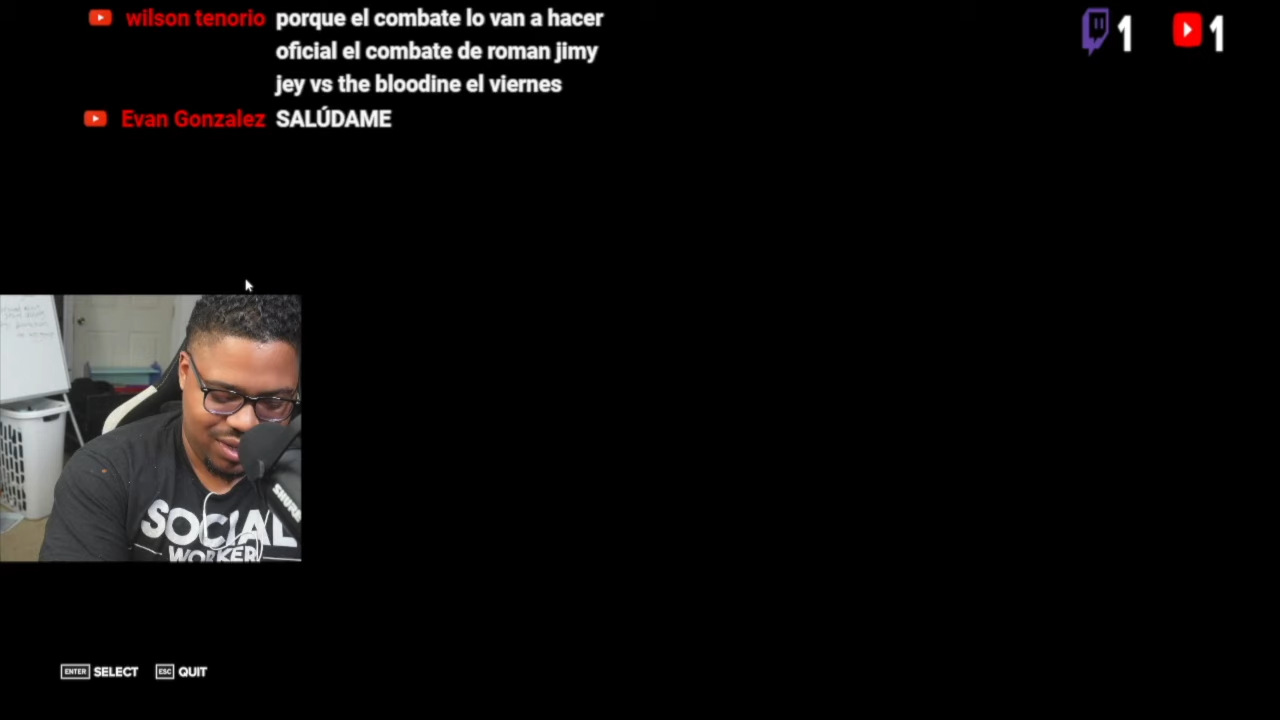 wilson tenorio porque el combate lo van a hacer
oficial el combate de roman jimy
jey vs the bloodine el viernes
Evan Gonzalez SALÚDAME
1 1
SHURE
SOCIAL
WORKER
ENTER SELECT ESC QUIT